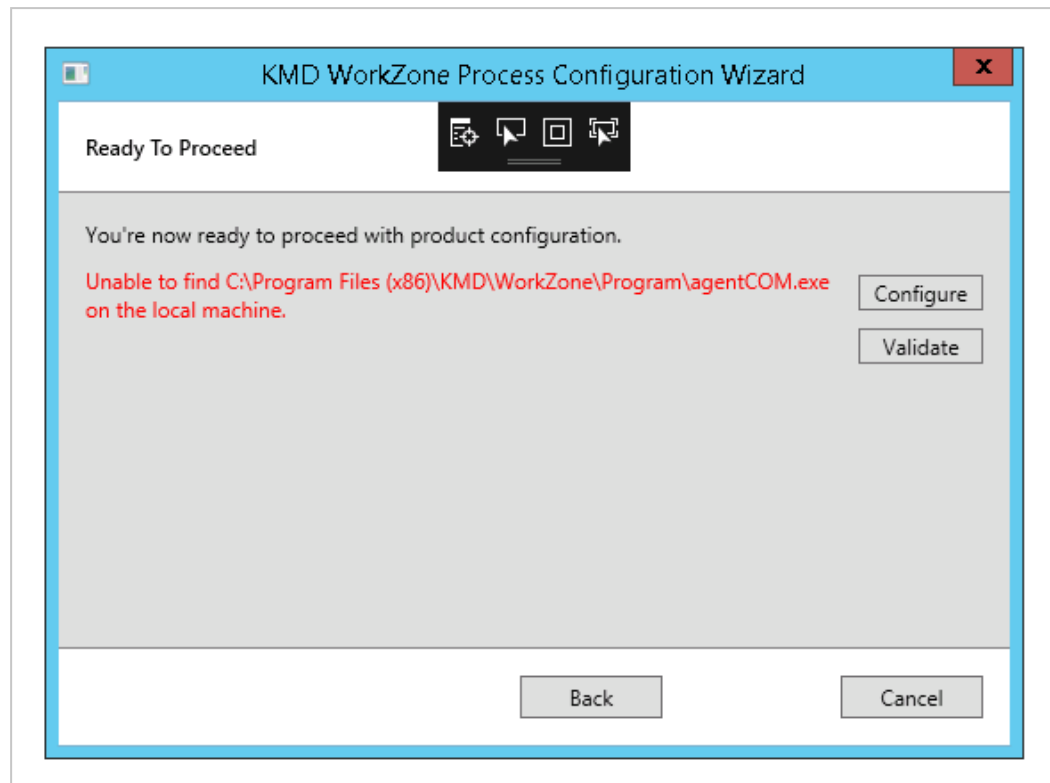 KMD WorkZone Process Configuration Wizard
x
Ready To Proceed
You're now ready to proceed with product configuration.
Unable to find C:\Program Files (x86)\KMD\WorkZone\Program\agentCOM.exe
on the local machine.
Configure
Validate
Back
Cancel